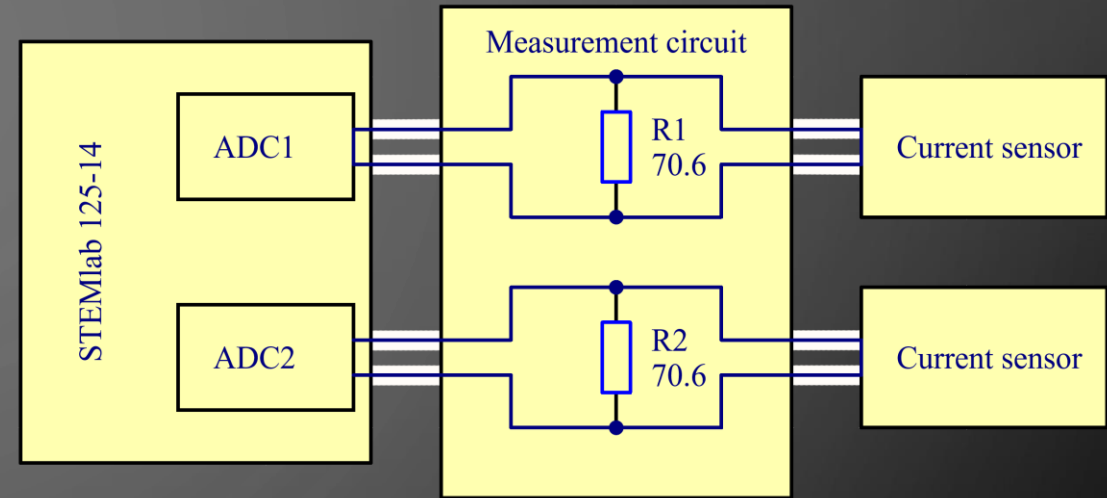 Measurement circuit
STEMlab 125-14
ADC1
R1
70.6
Current sensor
ADC2
R2
70.6
Current sensor